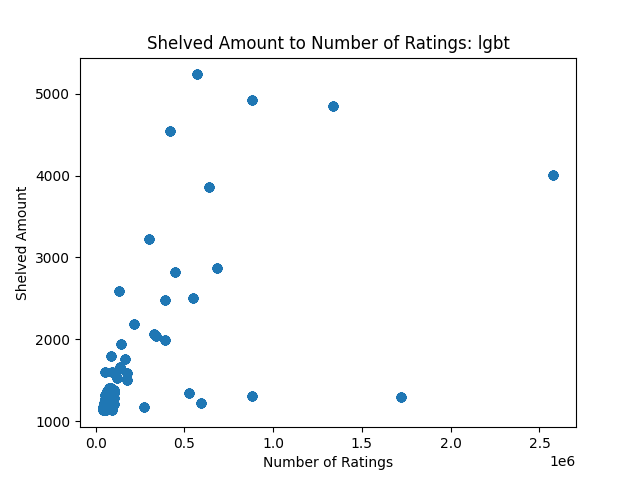 Shelved Amount to Number of Ratings: lgbt
5000
4000
3000
2000
1000
Shelved Amount
0.0 0.5 1.0 1.5 2.0 2.5
1e6
Number of Ratings